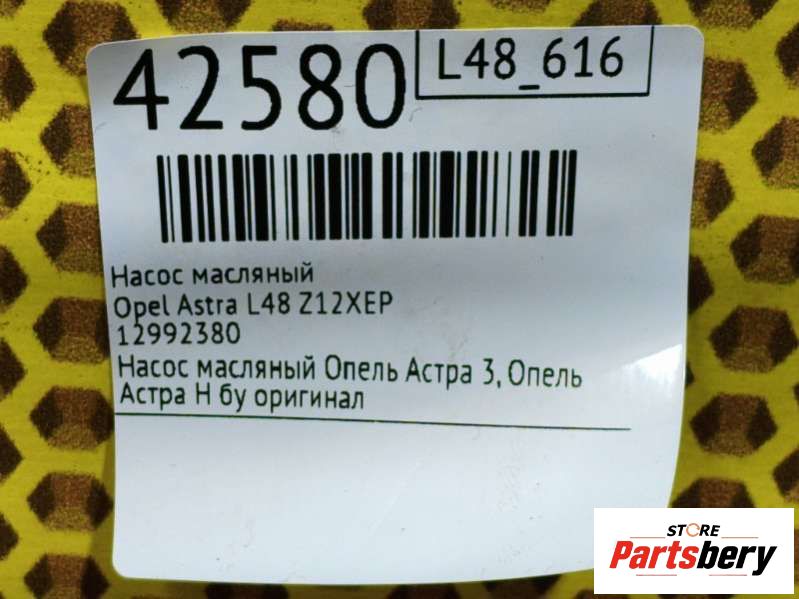 42580
L48_616
Насос масляный
Opel Astra L48 Z12XEP
12992380
Насос масляный Опель Астра 3, Опель
Астра Н бу оригинал
STORE
Partsbery